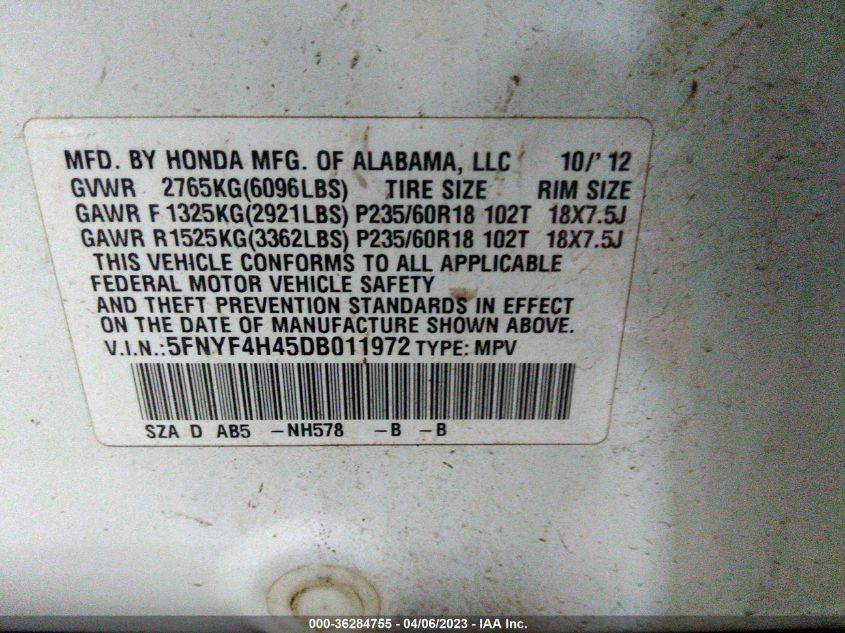 MFD. BY HONDA MFG. OF ALABAMA, LLC 10/'12
GVWR 2765KG(6096LBS) TIRE SIZE RIM SIZE
GAWR F 1325KG(2921LBS) P235/60R18 102T 18X7.5J
GAWR R1525KG(3362LBS) P235/60R18 102T 18X7.5J
THIS VEHICLE CONFORMS TO ALL APPLICABLE
FEDERAL MOTOR VEHICLE SAFETY
AND THEFT PREVENTION STANDARDS IN EFFECT
ON THE DATE OF MANUFACTURE SHOWN ABOVE.
V.I.N.:5FNYF4H45DB011972 TYPE: MPV
SZA D AB5 -NH578 -B -B
000-36284755 - 04/06/2023 - IAA Inc.